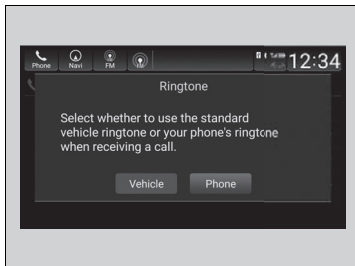 Phone Navi FM 12:34
Ringtone
Select whether to use the standard
vehicle ringtone or your phone's ringtone
when receiving a call.
Vehicle Phone